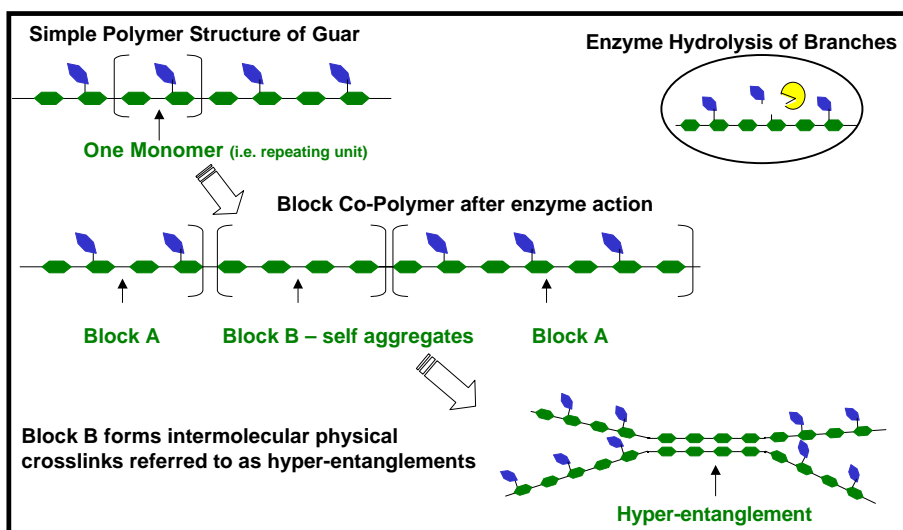 Simple Polymer Structure of Guar
Enzyme Hydrolysis of Branches
One Monomer (i.e. repeating unit)
Block Co-Polymer after enzyme action
Block A
Block B – self aggregates
Block A
Block B forms intermolecular physical
crosslinks referred to as hyper-entanglements
Hyper-entanglement